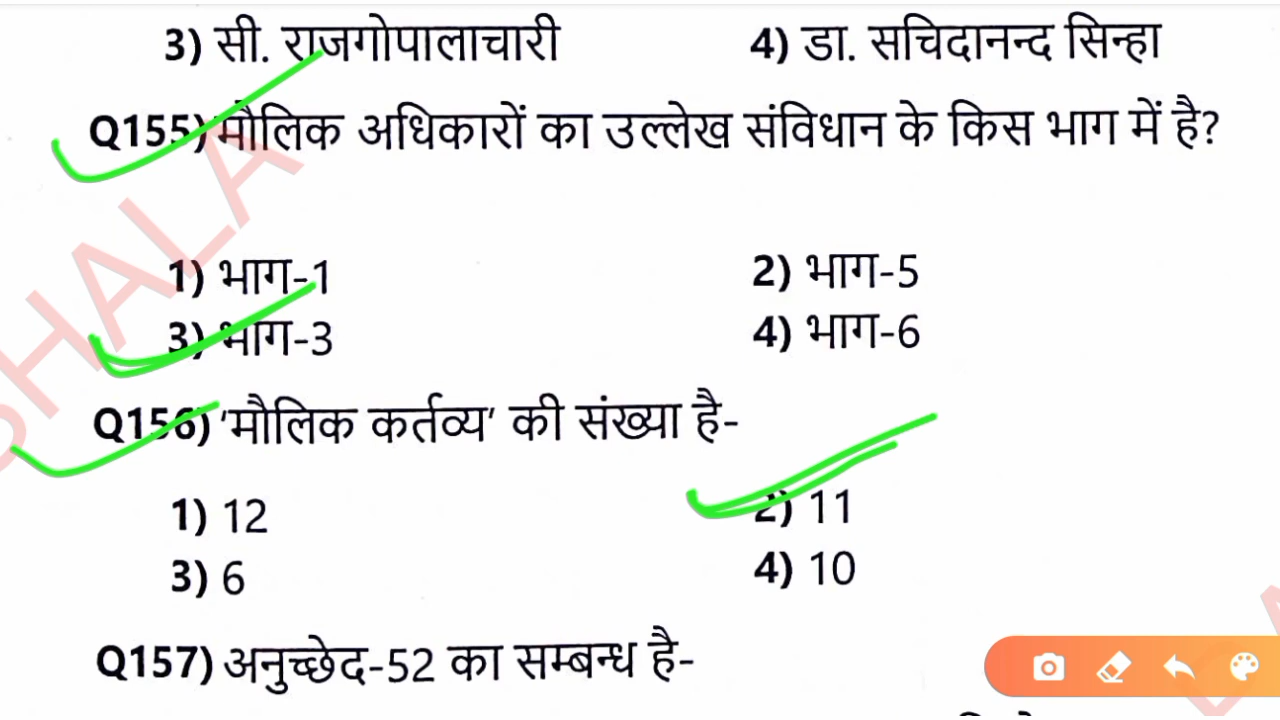 3) सी. राजगोपालाचारी 4) डा. सचिदानन्द सिन्हा
Q155) मौलिक अधिकारों का उल्लेख संविधान के किस भाग में है?
1) भाग-1 2) भाग-5
3) भाग-3 4) भाग-6
Q156) 'मौलिक कर्तव्य' की संख्या है-
1) 12 2) 11
3) 6 4) 10
Q157) अनुच्छेद-52 का सम्बन्ध है-